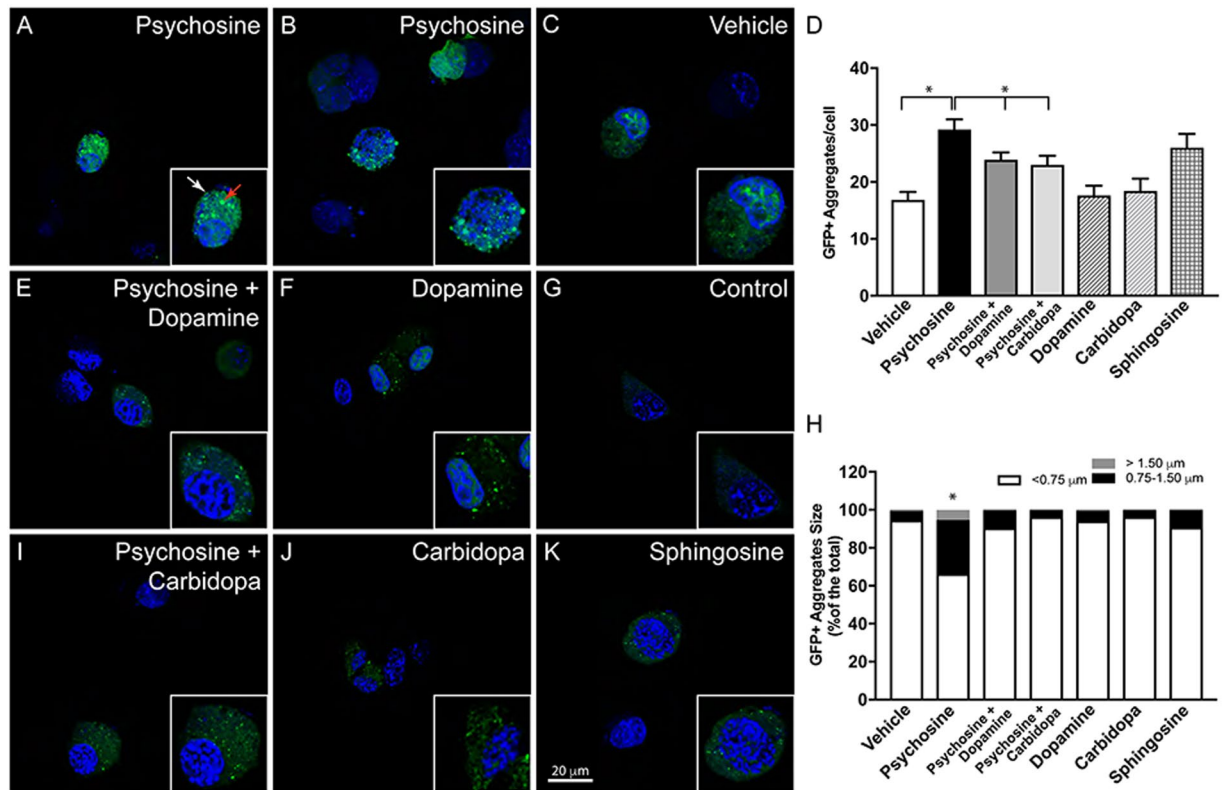 A
Psychosine
B
Psychosine
C
Vehicle
D
GFP+ Aggregates/cell
40
30
20
10
0
*
*
Vehicle
Psychosine
Psychosine +
Dopamine
Psychosine +
Carbidopa
Dopamine
Carbidopa
Sphingosine
E
Psychosine +
Dopamine
F
Dopamine
G
Control
H
> 1.50 μm
<0.75 μm
0.75-1.50 μm
GFP+ Aggregates Size
(%of the total)
120
100
80
60
40
20
0
*
Vehicle
Psychosine
Psychosine +
Dopamine
Psychosine +
Carbidopa
Dopamine
Carbidopa
Sphingosine
I
Psychosine +
Carbidopa
J
Carbidopa
K
Sphingosine
20 μm